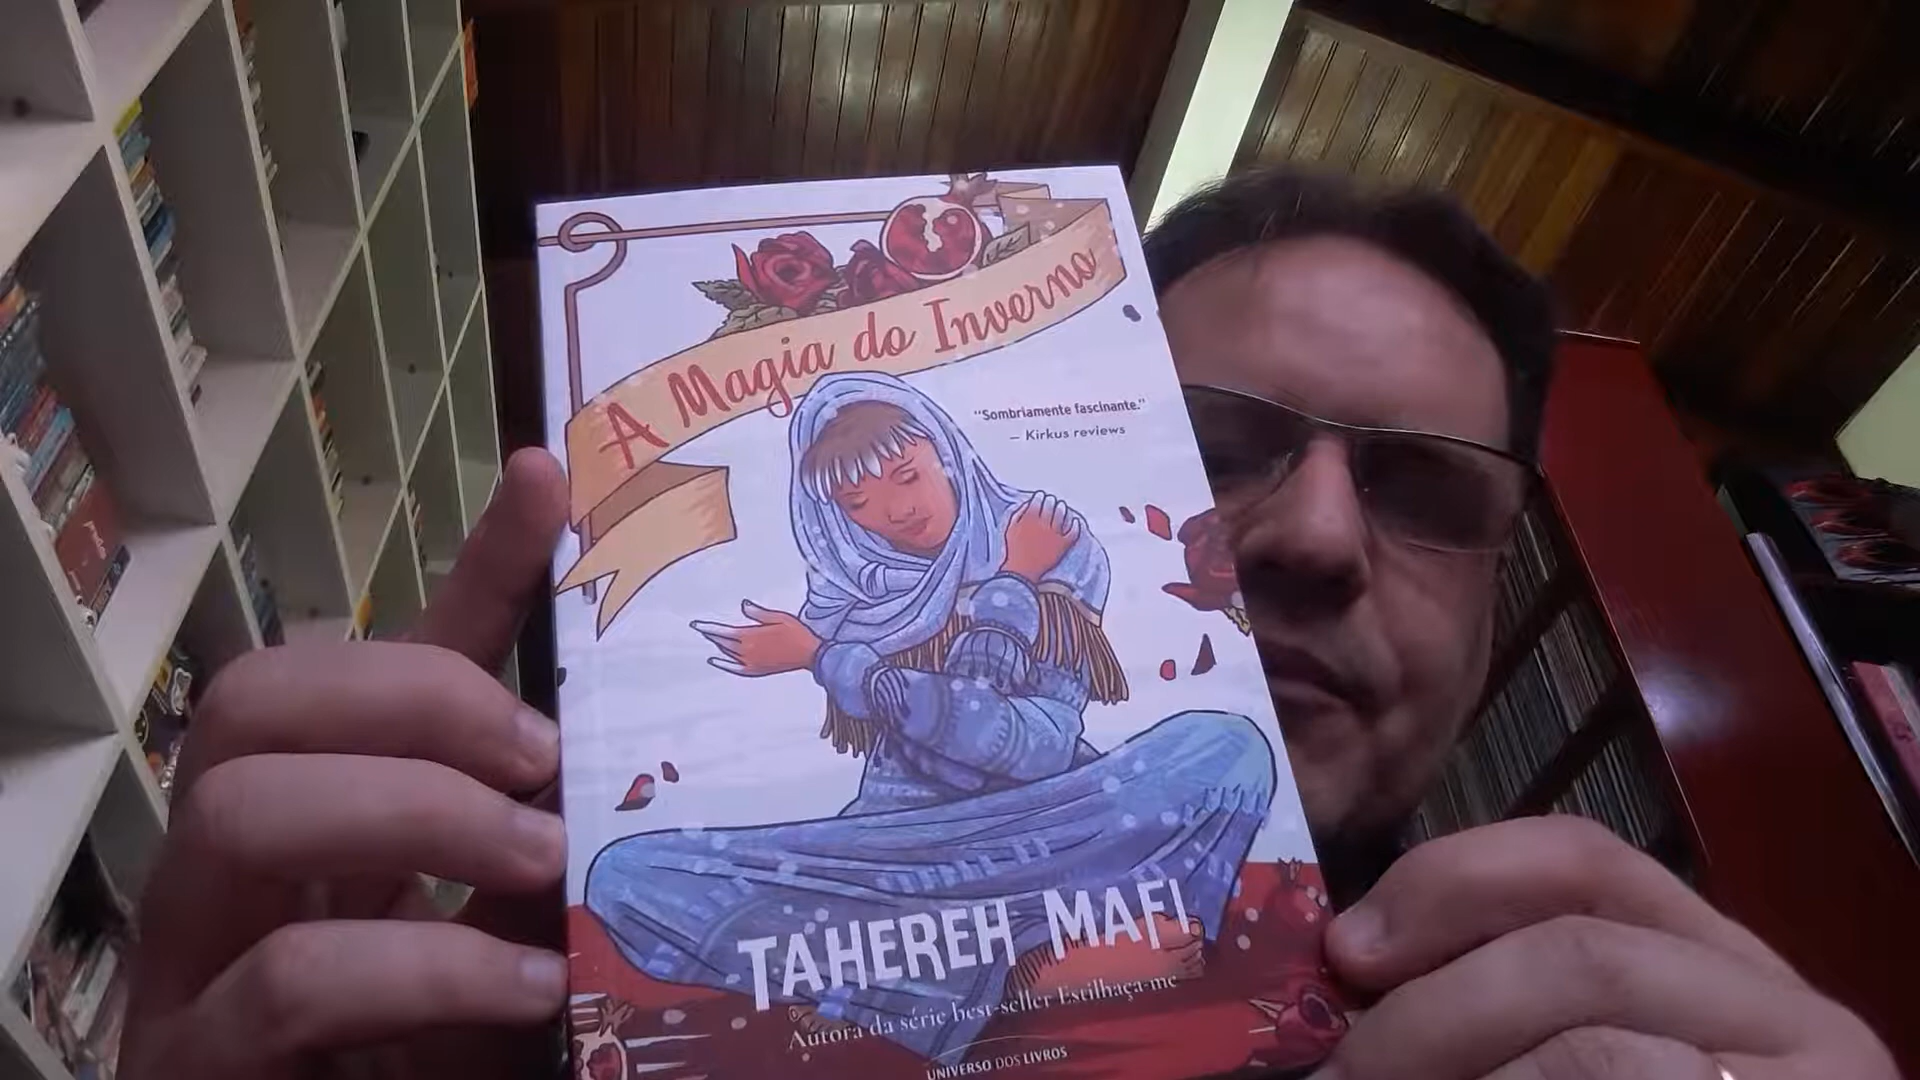 A Magia do Inverno
"Sombriamente fascinante."
– Kirkus reviews
TAHEREH MAFI
Autora da série best-seller Estilhaça-me
UNIVERSO DOS LIVROS